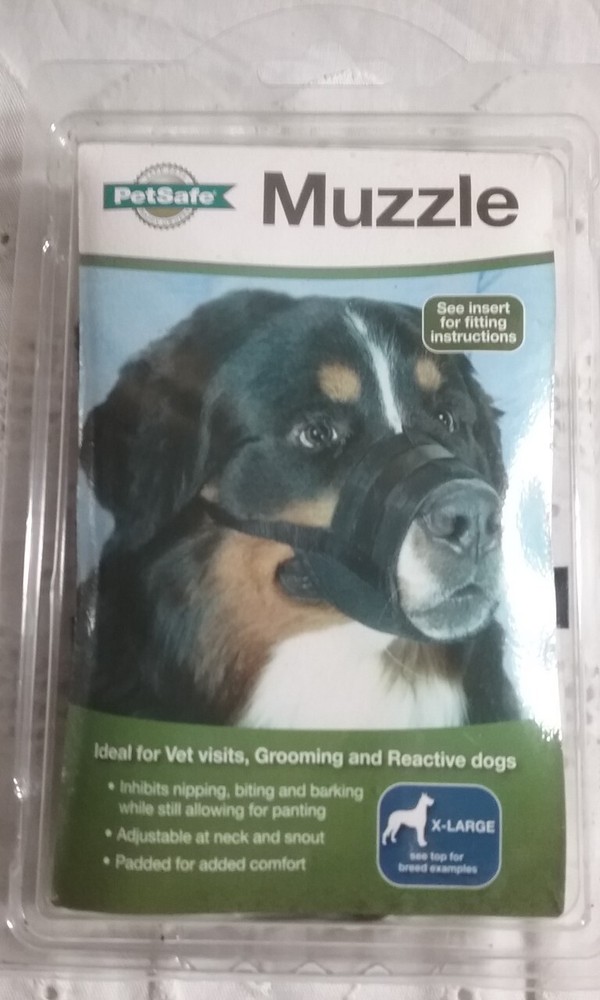 PetSafe®
Muzzle
See insert
for fitting
instructions
Ideal for Vet visits, Grooming and Reactive dogs
• Inhibits nipping, biting and barking
while still allowing for panting
• Adjustable at neck and snout
• Padded for added comfort
X-LARGE
see top for
breed examples